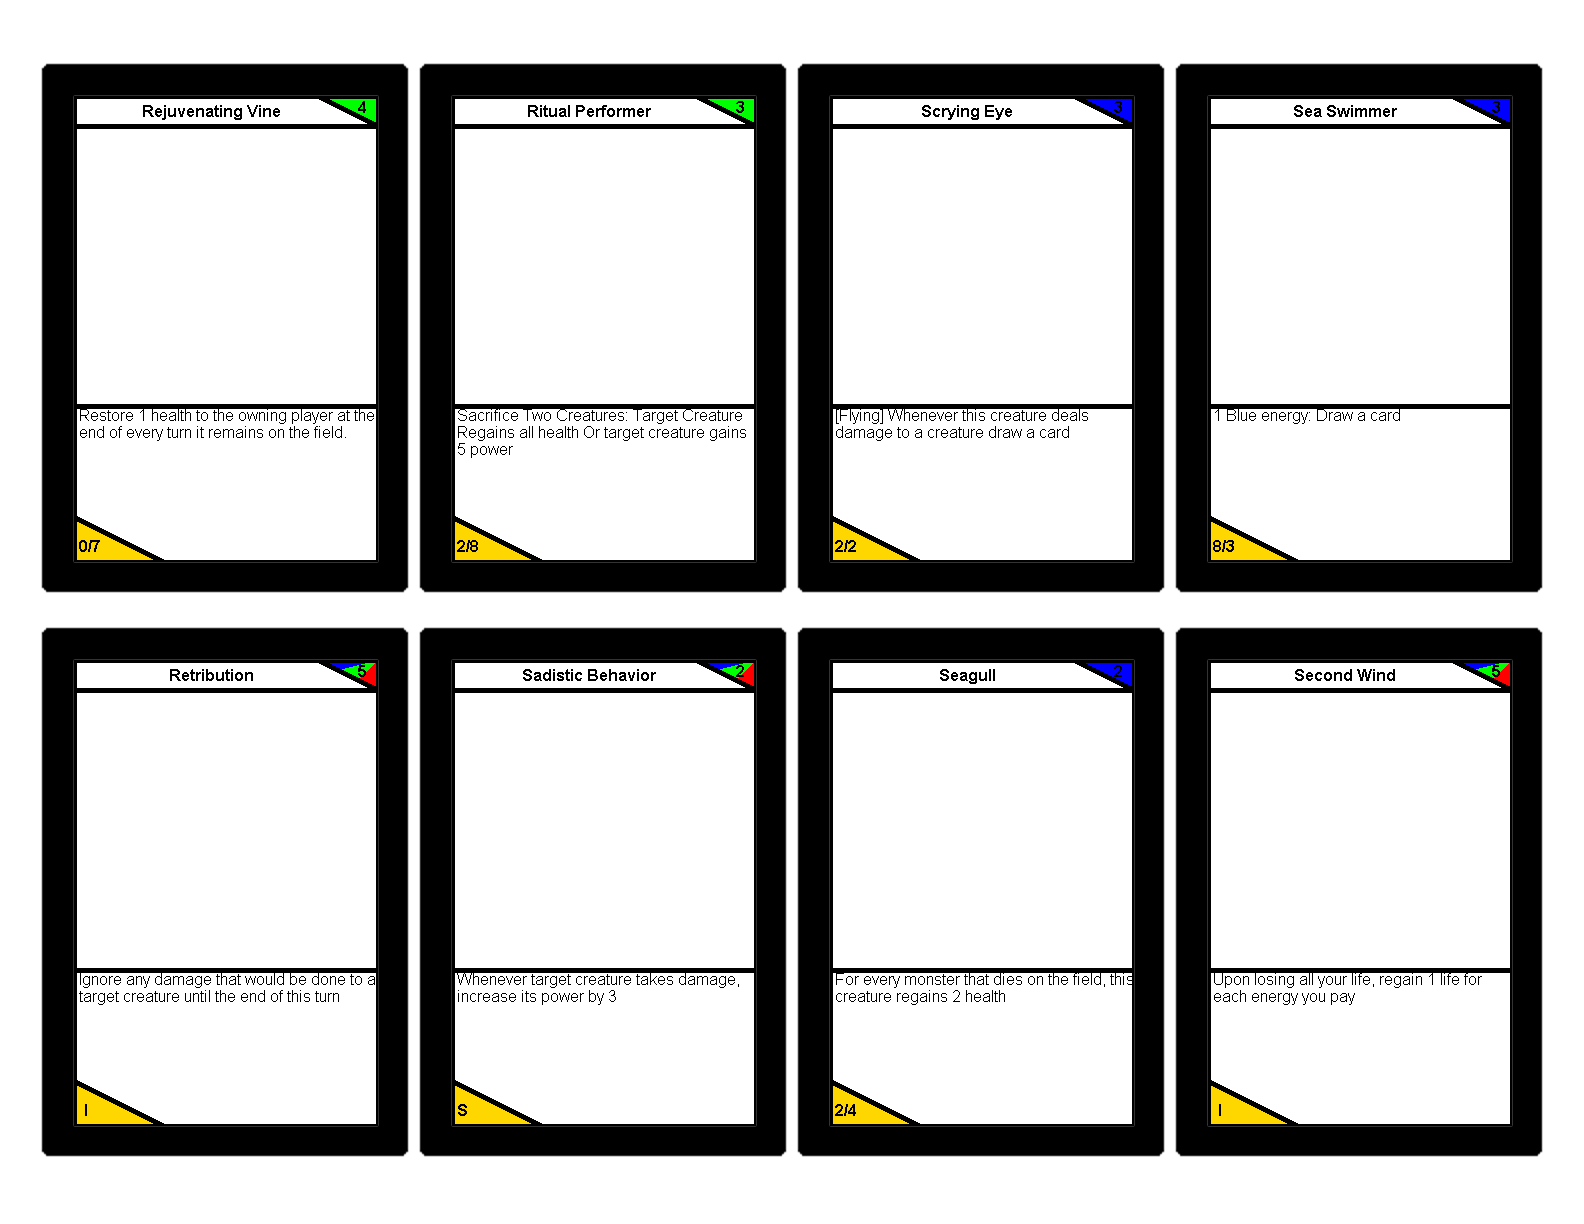 Rejuvenating Vine
4
Restore 1 health to the owning player at the
end of every turn it remains on the field.
0/7
Ritual Performer
3
Sacrifice Two Creatures: Target Creature
Regains all health Or target creature gains
5 power
2/8
Scrying Eye
3
[Flying] Whenever this creature deals
damage to a creature draw a card
2/2
Sea Swimmer
3
1 Blue energy: Draw a card
8/3
Retribution
5
Ignore any damage that would be done to a
target creature until the end of this turn
I
Sadistic Behavior
2
Whenever target creature takes damage,
increase its power by 3
S
Seagull
2
For every monster that dies on the field, this
creature regains 2 health
2/4
Second Wind
5
Upon losing all your life, regain 1 life for
each energy you pay
I